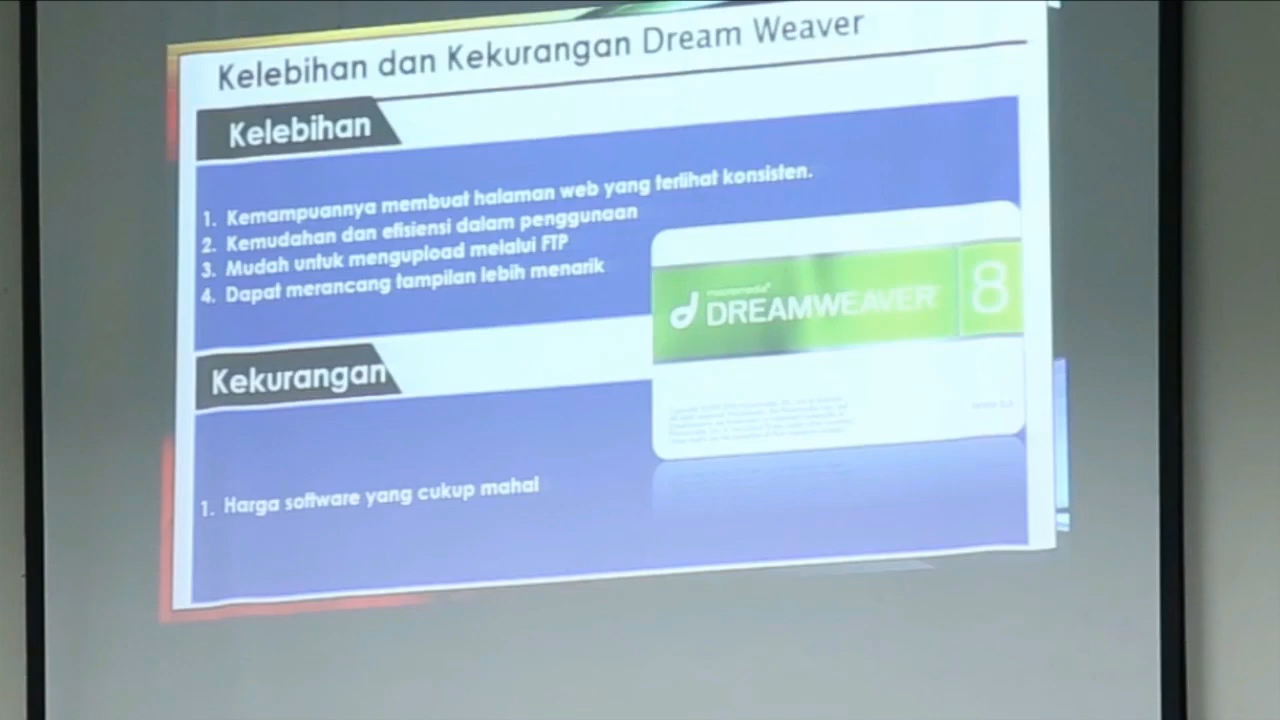 Kelebihan dan Kekurangan Dream Weaver
Kelebihan
1. Kemampuannya membuat halaman web yang terlihat konsisten.
2. Kemudahan dan efisiensi dalam penggunaan
3. Mudah untuk mengupload melalui FTP
4. Dapat merancang tampilan lebih menarik
macromedia
DREAMWEAVER
8
Kekurangan
1. Harga software yang cukup mahal